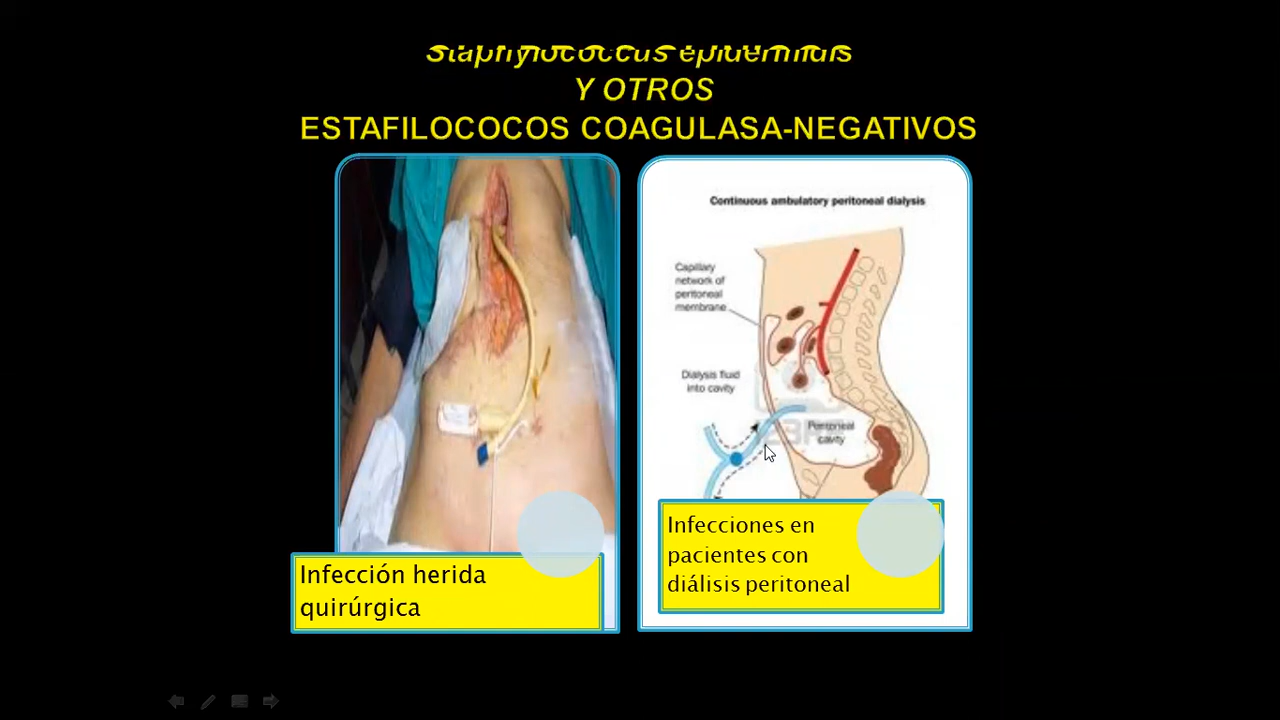 Staphylococcus epidermidis
Y OTROS
ESTAFILOCOCOS COAGULASA-NEGATIVOS
Continuous ambulatory peritoneal dialysis
Capillary
network of
peritoneal
membrane
Dialysis fluid
into cavity
Peritoneal
cavity
Infecciones en
pacientes con
diálisis peritoneal
Infección herida
quirúrgica